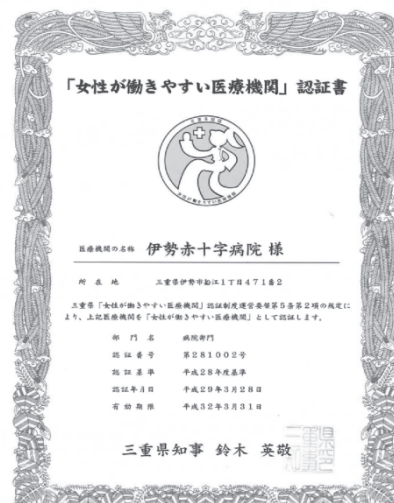 「女性が働きやすい医療機関」認証書
医療機関の名称 伊勢赤十字病院 様
所在地 三重県伊勢市船江1丁目471番2
三重県「女性が働きやすい医療機関」認証制度運営要領第5条第2項の規定に
より、上記医療機関を「女性が働きやすい医療機関」として認証します。
部門名 病院部門
認証番号 第281002号
認証基準 平成28年度基準
認証年月日 平成29年3月28日
有効期限 平成32年3月31日
三重県知事 鈴木 英敬